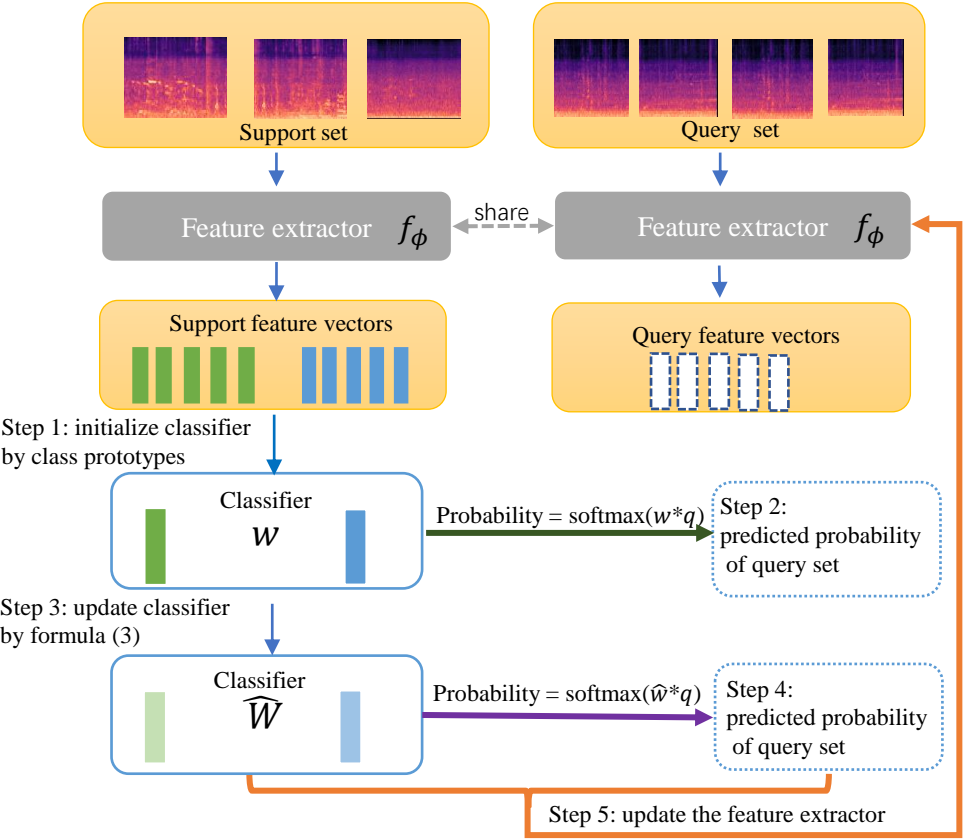 Support set
Query set
Feature extractor fϕ
share
Feature extractor fϕ
Support feature vectors
Query feature vectors
Step 1: initialize classifier
by class prototypes
Classifier
w
Probability = softmax(w*q)
Step 2:
predicted probability
of query set
Step 3: update classifier
by formula (3)
Classifier
Ŵ
Probability = softmax(ŵ*q)
Step 4:
predicted probability
of query set
Step 5: update the feature extractor